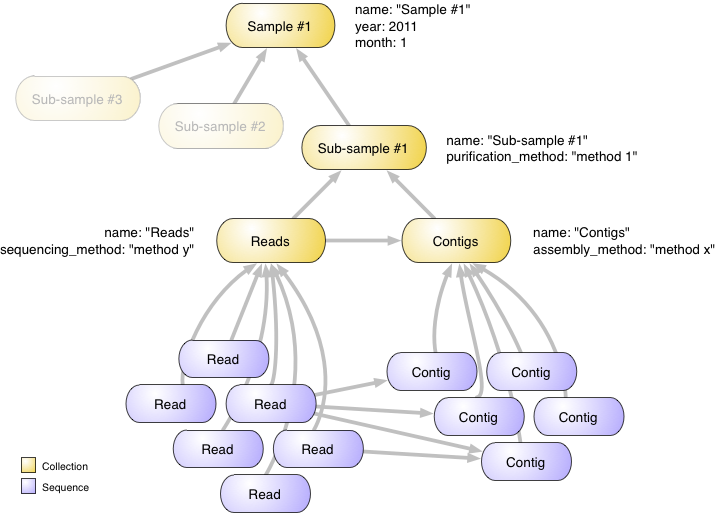 Sample #1
name: "Sample #1"
year: 2011
month: 1
Sub-sample #3
Sub-sample #2
Sub-sample #1
name: "Sub-sample #1"
purification_method: "method 1"
name: "Reads"
sequencing_method: "method y"
Reads
Contigs
name: "Contigs"
assembly_method: "method x"
Read
Contig
Contig
Read
Read
Contig
Contig
Read
Read
Contig
Read
Collection
Sequence